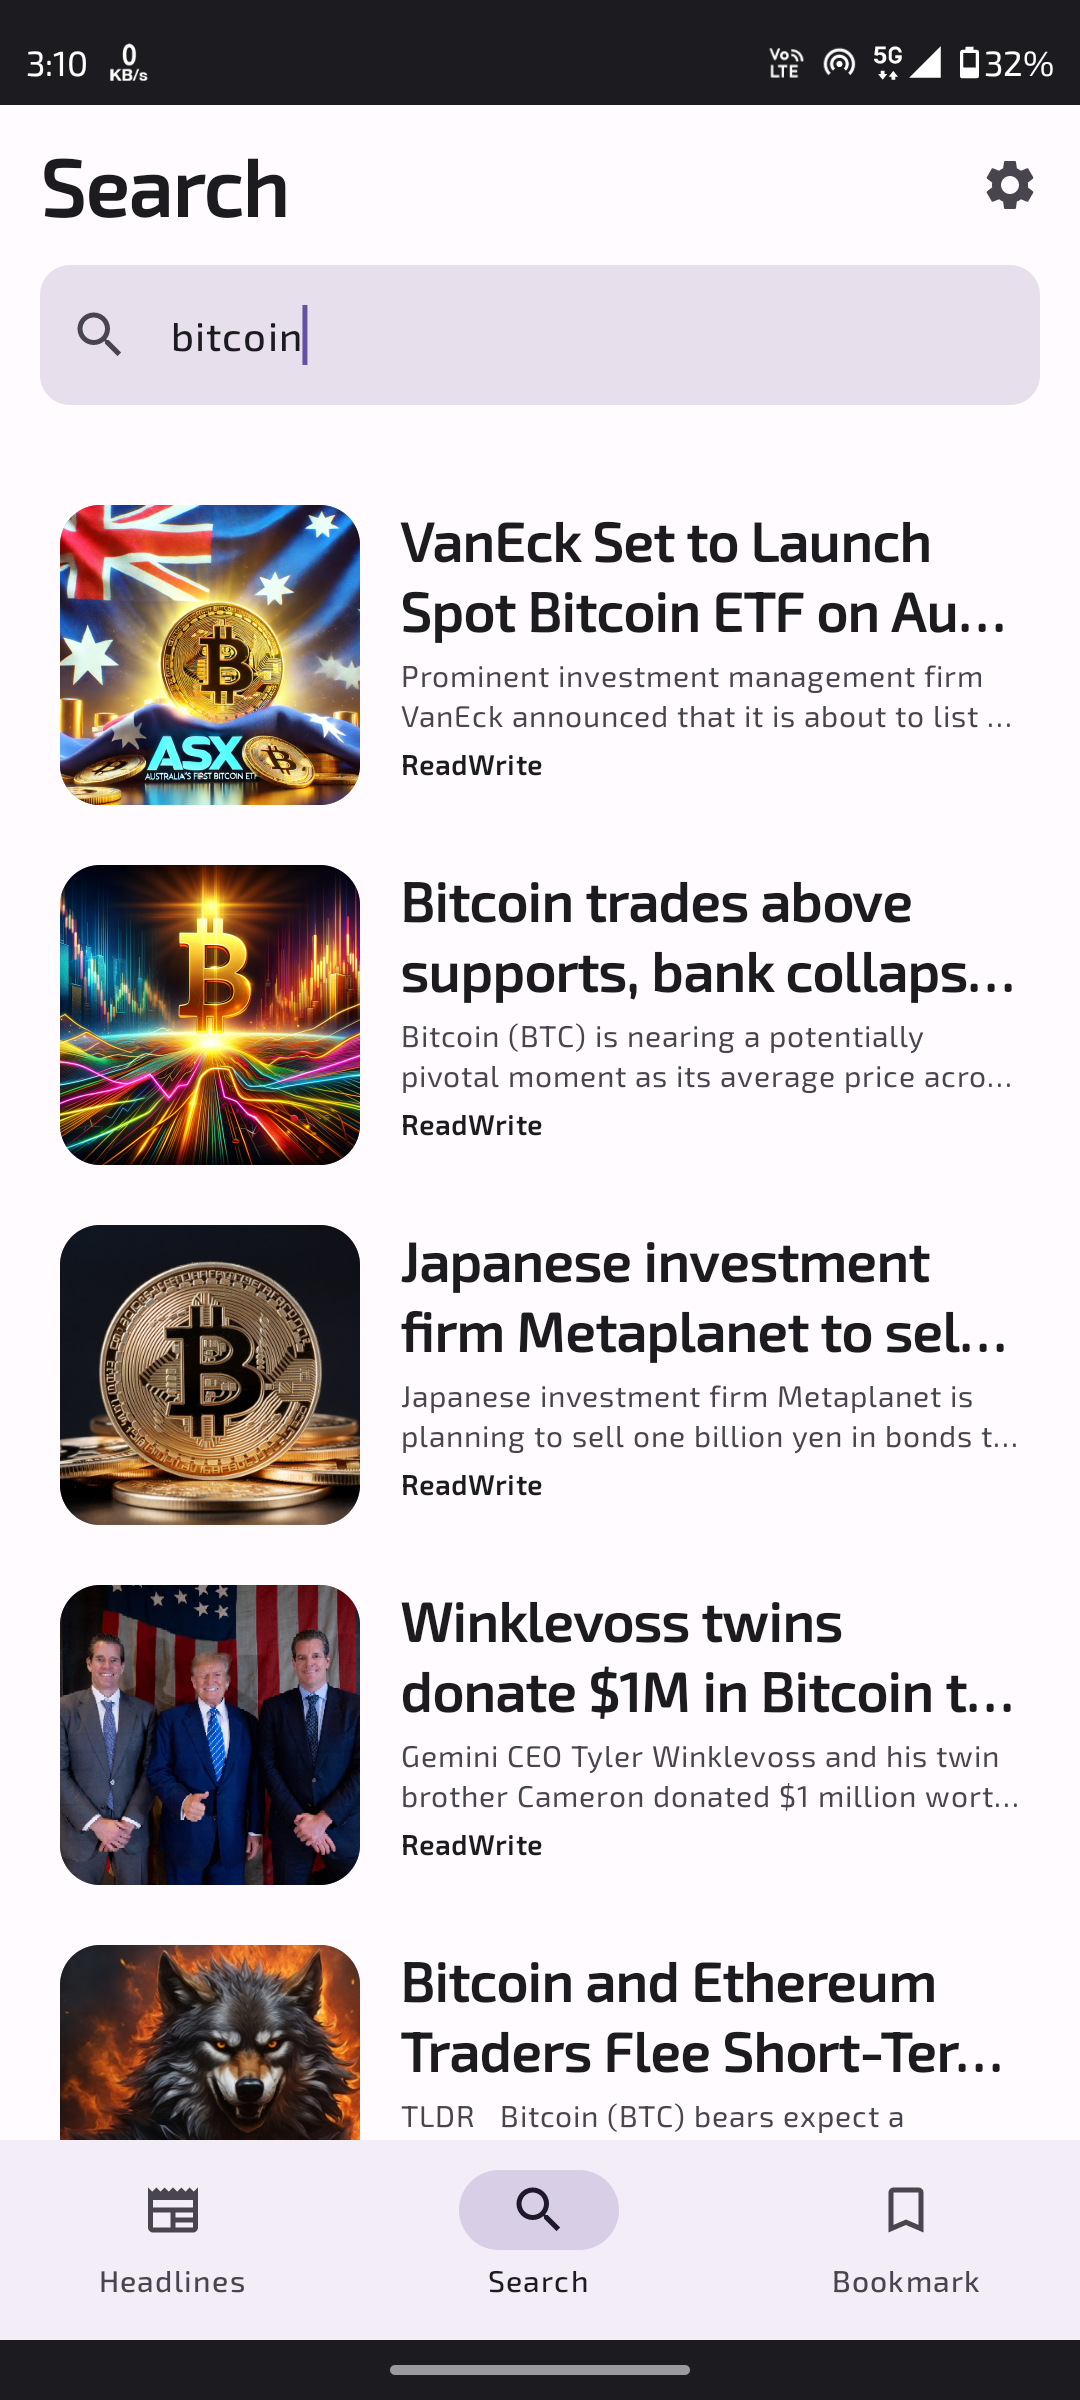 3:10 0 KB/s Vo LTE 5G 32%
Search
bitcoin
ASX
AUSTRALIA'S FIRST BITCOIN ETF
VanEck Set to Launch
Spot Bitcoin ETF on Au...
Prominent investment management firm
VanEck announced that it is about to list ...
ReadWrite
Bitcoin trades above
supports, bank collaps...
Bitcoin (BTC) is nearing a potentially
pivotal moment as its average price acro...
ReadWrite
Japanese investment
firm Metaplanet to sel...
Japanese investment firm Metaplanet is
planning to sell one billion yen in bonds t...
ReadWrite
Winklevoss twins
donate $1M in Bitcoin t...
Gemini CEO Tyler Winklevoss and his twin
brother Cameron donated $1 million wort...
ReadWrite
Bitcoin and Ethereum
Traders Flee Short-Ter...
TLDR Bitcoin (BTC) bears expect a
Headlines
Search
Bookmark